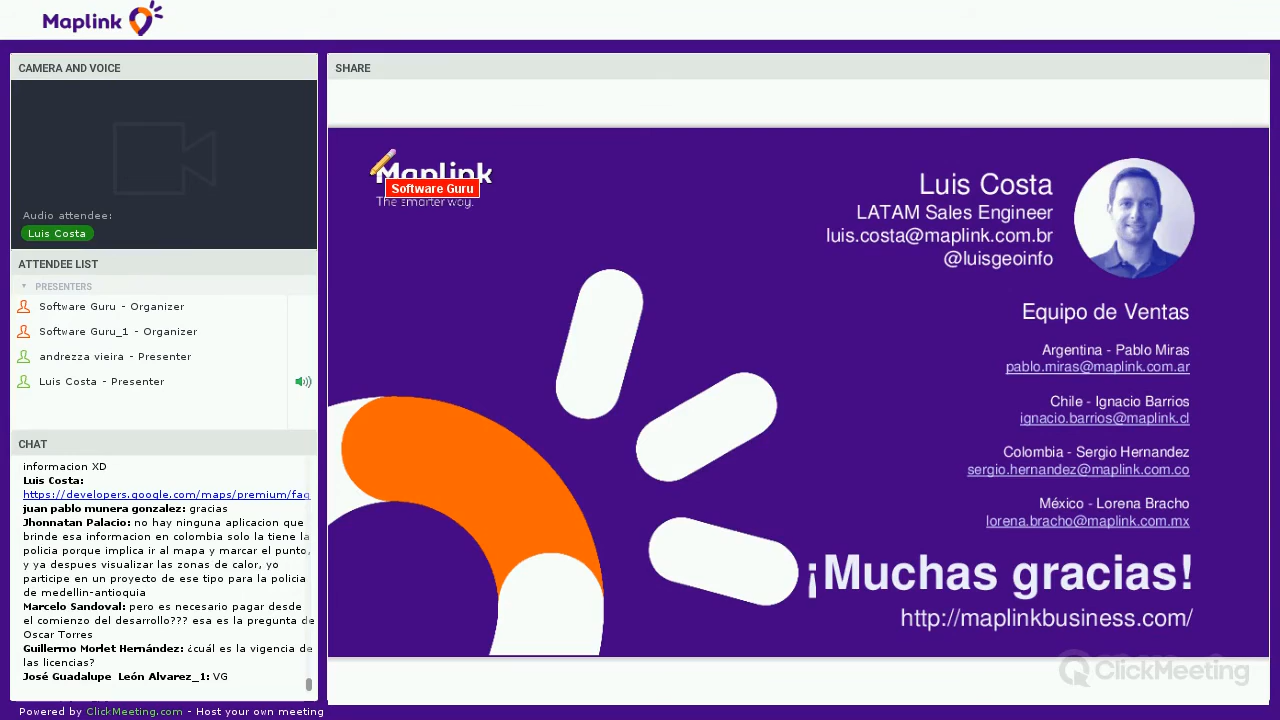 Maplink
CAMERA AND VOICE
Audio attendee:
Luis Costa
ATTENDEE LIST
PRESENTERS
Software Guru - Organizer
Software Guru_1 - Organizer
andrezza vieira - Presenter
Luis Costa - Presenter
CHAT
informacion XD
Luis Costa:
https://developers.google.com/maps/premium/faq
juan pablo munera gonzalez: gracias
Jhonnatan Palacio: no hay ninguna aplicacion que
brinde esa informacion en colombia solo la tiene la
policia porque implica ir al mapa y marcar el punto,
y ya despues visualizar las zonas de calor, yo
participe en un proyecto de ese tipo para la policia
de medellin-antioquia
Marcelo Sandoval: pero es necesario pagar desde
el comienzo del desarrollo??? esa es la pregunta de
Oscar Torres
Guillermo Morlet Hernández: ¿cuál es la vigencia de
las licencias?
José Guadalupe León Alvarez_1: VG
Powered by ClickMeeting.com - Host your own meeting
SHARE
Maplink
Software Guru
The smarter way.
Luis Costa
LATAM Sales Engineer
luis.costa@maplink.com.br
@luisgeoinfo
Equipo de Ventas
Argentina - Pablo Miras
pablo.miras@maplink.com.ar
Chile - Ignacio Barrios
ignacio.barrios@maplink.cl
Colombia - Sergio Hernandez
sergio.hernandez@maplink.com.co
México - Lorena Bracho
lorena.bracho@maplink.com.mx
¡Muchas gracias!
http://maplinkbusiness.com/
ClickMeeting